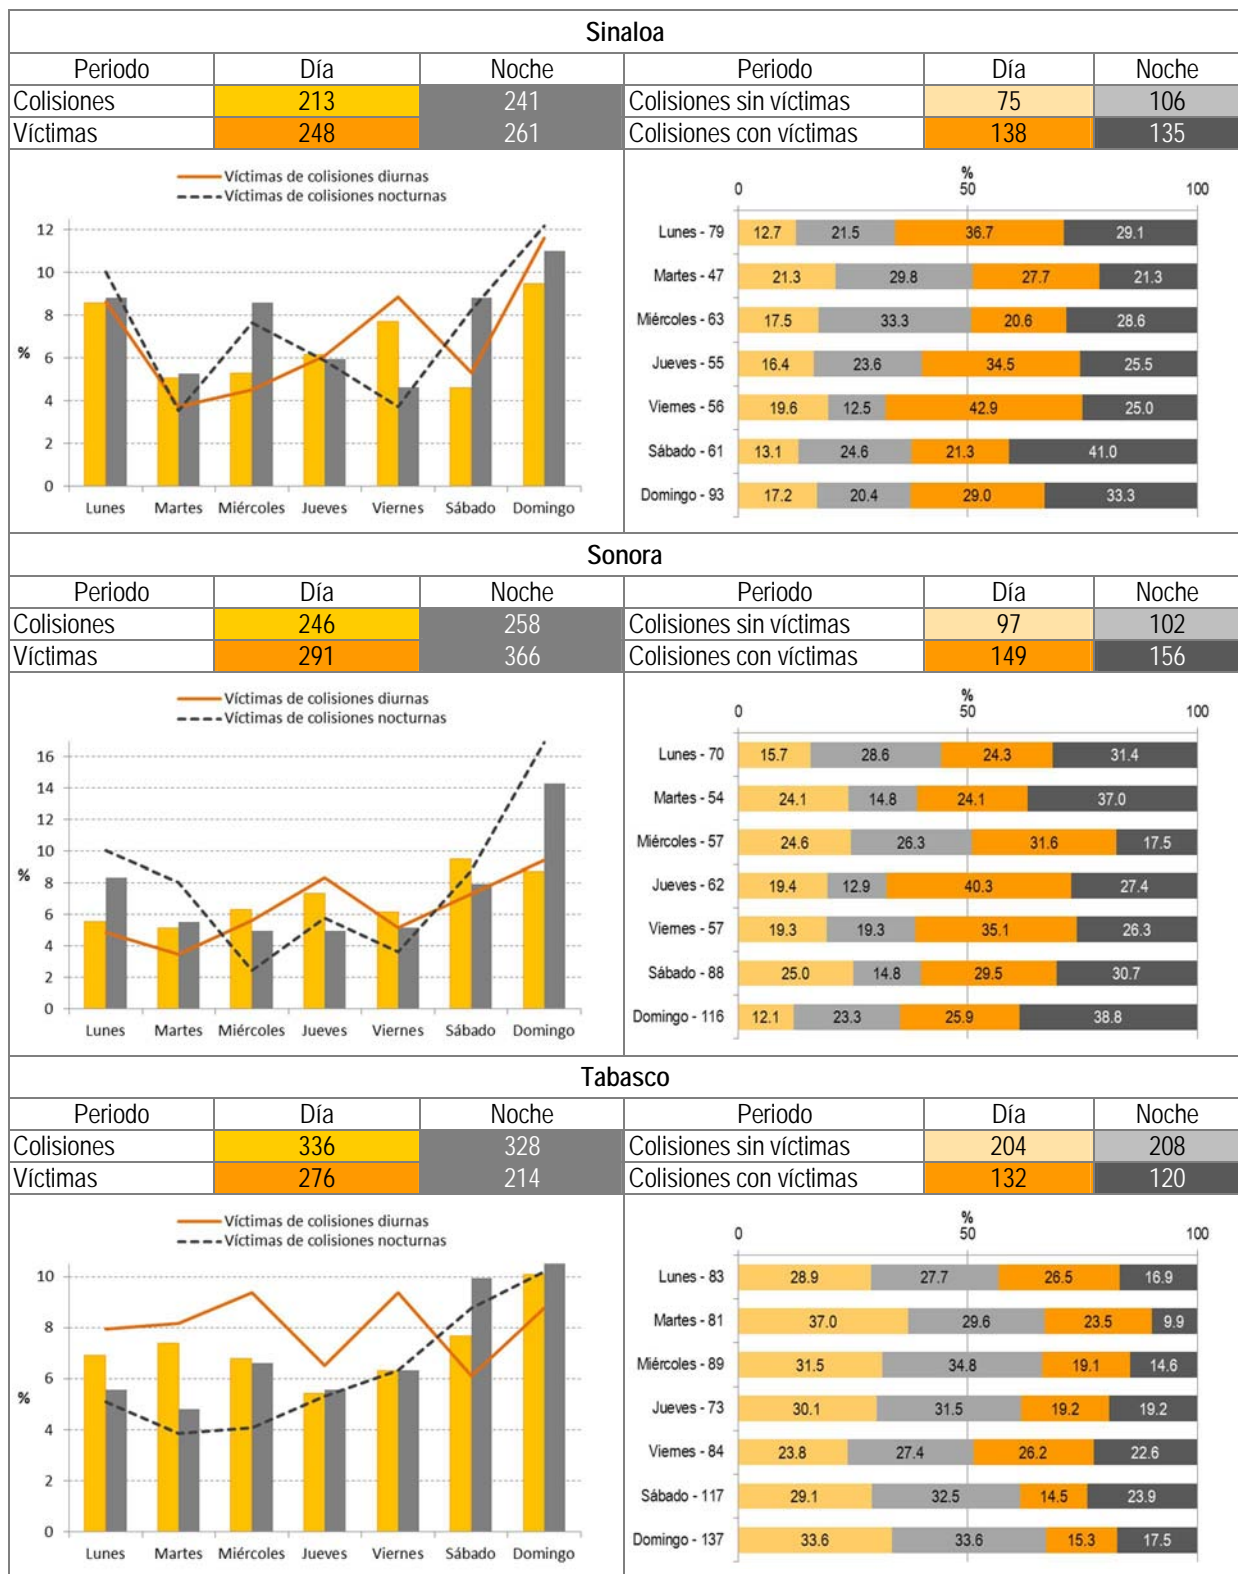 Sinaloa
Periodo Día Noche Periodo Día Noche
Colisiones 213 241 Colisiones sin víctimas 75 106
Víctimas 248 261 Colisiones con víctimas 138 135
Víctimas de colisiones diurnas
Víctimas de colisiones nocturnas
12
10
8
6
4
2
0
%
Lunes Martes Miércoles Jueves Viernes Sábado Domingo
%
0 50 100
Lunes - 79 12.7 21.5 36.7 29.1
Martes - 47 21.3 29.8 27.7 21.3
Miércoles - 63 17.5 33.3 20.6 28.6
Jueves - 55 16.4 23.6 34.5 25.5
Viernes - 56 19.6 12.5 42.9 25.0
Sábado - 61 13.1 24.6 21.3 41.0
Domingo - 93 17.2 20.4 29.0 33.3
Sonora
Periodo Día Noche Periodo Día Noche
Colisiones 246 258 Colisiones sin víctimas 97 102
Víctimas 291 366 Colisiones con víctimas 149 156
Víctimas de colisiones diurnas
Víctimas de colisiones nocturnas
16
14
12
10
8
6
4
2
0
%
Lunes Martes Miércoles Jueves Viernes Sábado Domingo
%
0 50 100
Lunes - 70 15.7 28.6 24.3 31.4
Martes - 54 24.1 14.8 24.1 37.0
Miércoles - 57 24.6 26.3 31.6 17.5
Jueves - 62 19.4 12.9 40.3 27.4
Viernes - 57 19.3 19.3 35.1 26.3
Sábado - 88 25.0 14.8 29.5 30.7
Domingo - 116 12.1 23.3 25.9 38.8
Tabasco
Periodo Día Noche Periodo Día Noche
Colisiones 336 328 Colisiones sin víctimas 204 208
Víctimas 276 214 Colisiones con víctimas 132 120
Víctimas de colisiones diurnas
Víctimas de colisiones nocturnas
10
8
6
4
2
0
%
Lunes Martes Miércoles Jueves Viernes Sábado Domingo
%
0 50 100
Lunes - 83 28.9 27.7 26.5 16.9
Martes - 81 37.0 29.6 23.5 9.9
Miércoles - 89 31.5 34.8 19.1 14.6
Jueves - 73 30.1 31.5 19.2 19.2
Viernes - 84 23.8 27.4 26.2 22.6
Sábado - 117 29.1 32.5 14.5 23.9
Domingo - 137 33.6 33.6 15.3 17.5